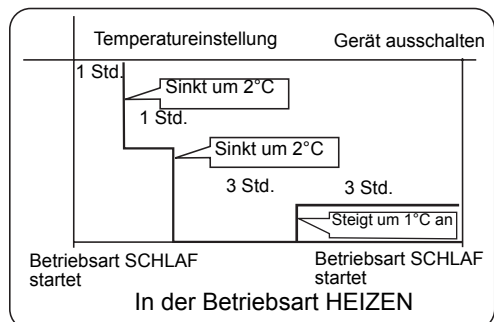 Temperatureinstellung
Gerät ausschalten
1 Std.
Sinkt um 2°C
1 Std.
Sinkt um 2°C
3 Std.
3 Std.
Steigt um 1°C an
Betriebsart SCHLAF
startet
Betriebsart SCHLAF
startet
In der Betriebsart HEIZEN